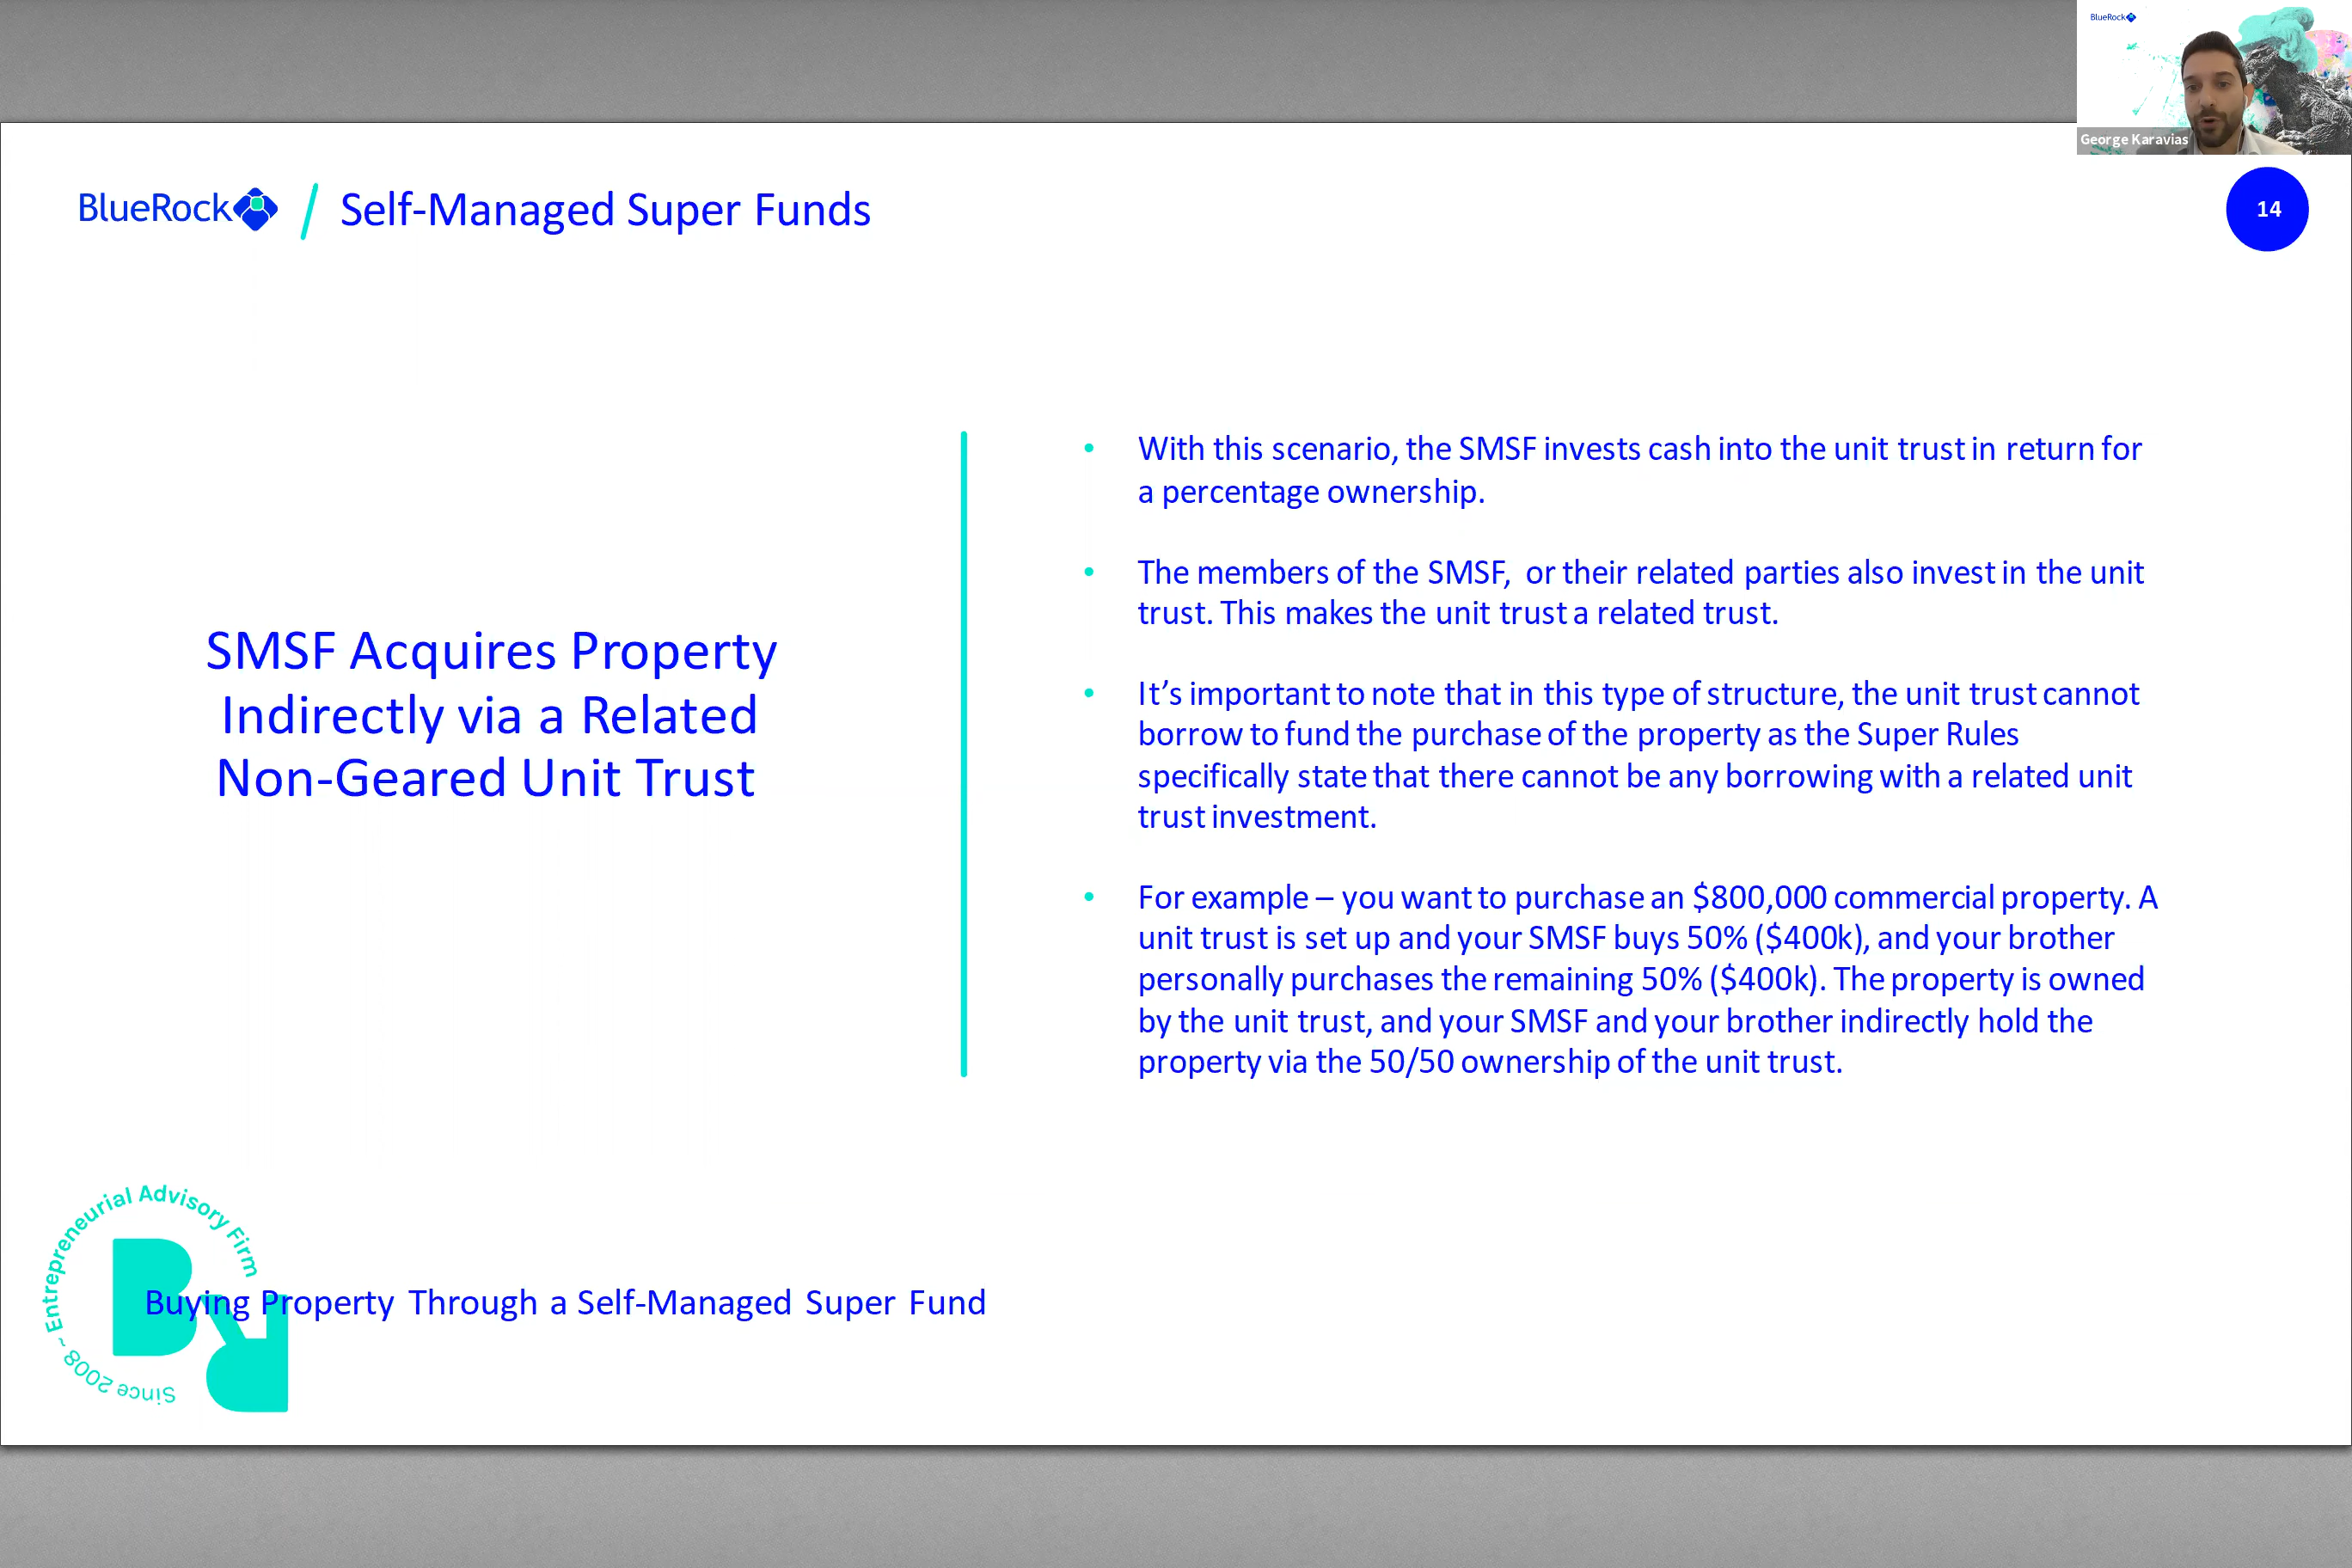 BlueRock
George Karavias
BlueRock / Self-Managed Super Funds
14
SMSF Acquires Property
Indirectly via a Related
Non-Geared Unit Trust
• With this scenario, the SMSF invests cash into the unit trust in return for
a percentage ownership.
• The members of the SMSF, or their related parties also invest in the unit
trust. This makes the unit trust a related trust.
• It’s important to note that in this type of structure, the unit trust cannot
borrow to fund the purchase of the property as the Super Rules
specifically state that there cannot be any borrowing with a related unit
trust investment.
• For example – you want to purchase an $800,000 commercial property. A
unit trust is set up and your SMSF buys 50% ($400k), and your brother
personally purchases the remaining 50% ($400k). The property is owned
by the unit trust, and your SMSF and your brother indirectly hold the
property via the 50/50 ownership of the unit trust.
Since 2008 ~ Entrepreneurial Advisory Firm
BR
Buying Property Through a Self-Managed Super Fund